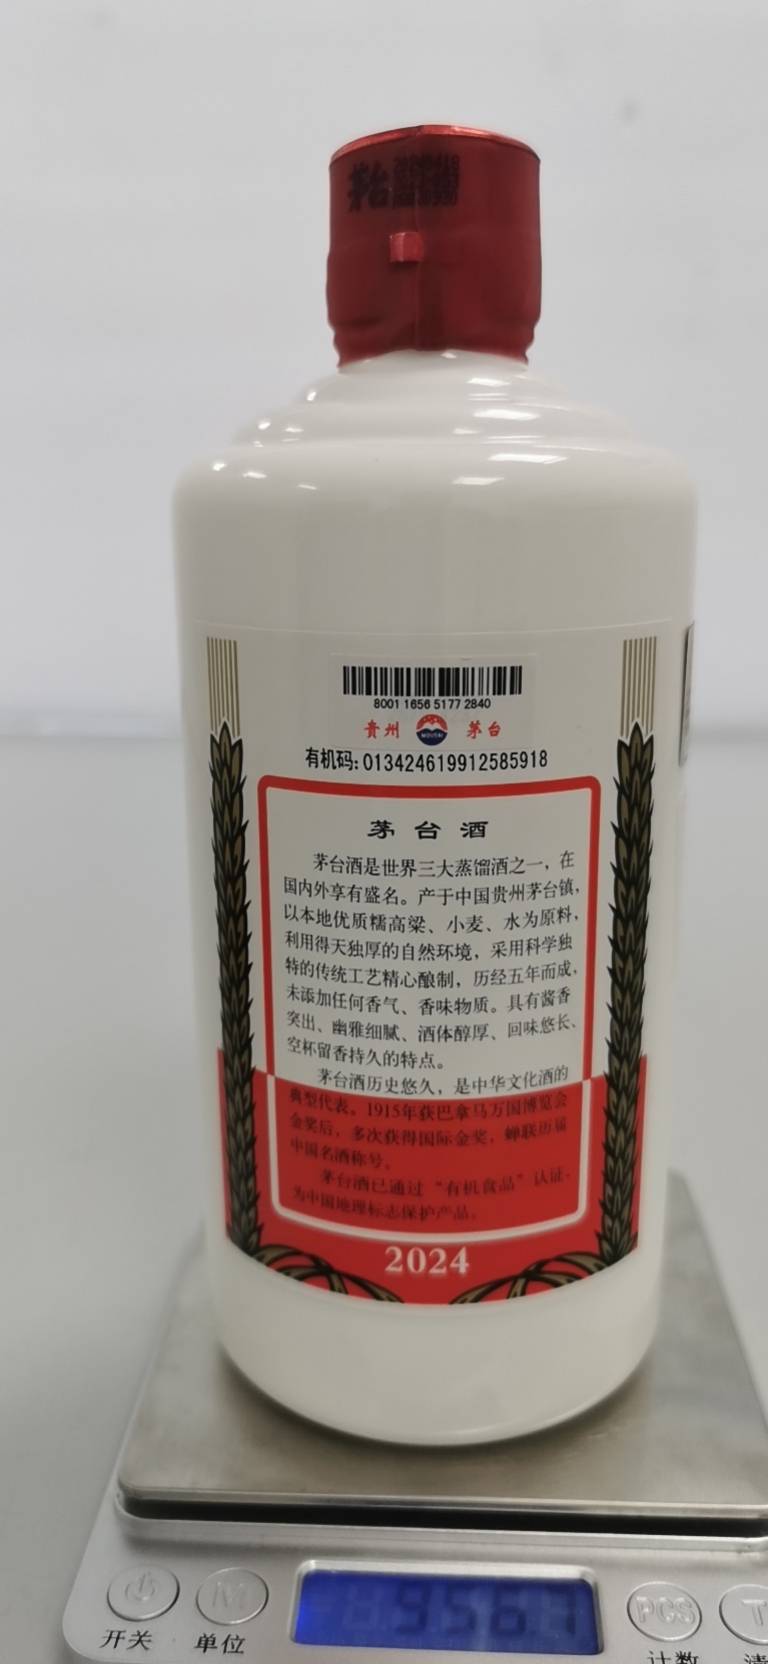 茅台
8001 1656 5177 2840
贵州 MOUTAI 茅台
有机码:013424619912585918
茅台酒
茅台酒是世界三大蒸馏酒之一，在
国内外享有盛名。产于中国贵州茅台镇，
以本地优质糯高粱、小麦、水为原料，
利用得天独厚的自然环境，采用科学独
特的传统工艺精心酿制，历经五年而成，
未添加任何香气、香味物质。具有酱香
突出、幽雅细腻、酒体醇厚、回味悠长、
空杯留香持久的特点。
茅台酒历史悠久，是中华文化酒的
典型代表。1915年获巴拿马万国博览会
金奖后，多次获得国际金奖，蝉联历届
中国名酒称号。
茅台酒已通过“有机食品”认证，
为中国地理标志保护产品。
2024
M PCS T
开关 单位 计数